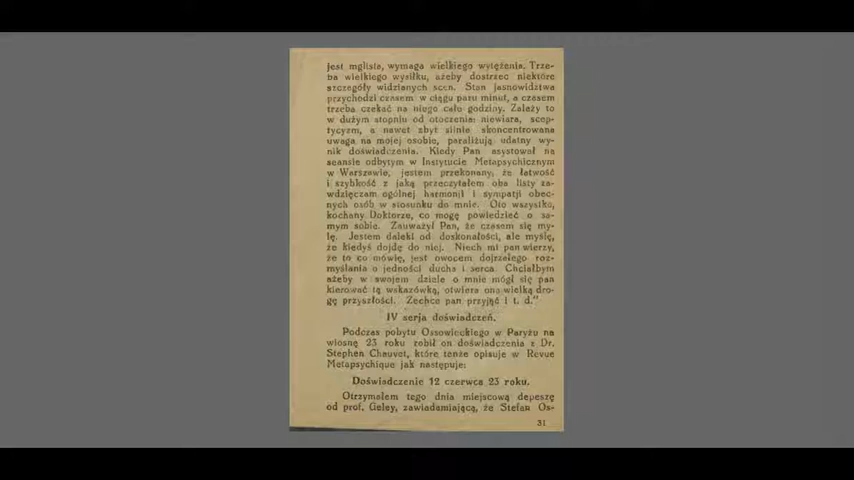 jest mglista, wymaga wielkiego wytężenia. Trze-
ba wielkiego wysiłku, ażeby dostrzec niektóre
szczegóły widzianych scen. Stan jasnowidztwa
przychodzi czasem w ciągu paru minut, a czasem
trzeba czekać na niego całe godziny. Zależy to
w dużym stopniu od otoczenia: niewiara, scep-
tycyzm, a nawet zbyt silnie skoncentrowana
uwaga na mojej osobie, paraliżują udatny wy-
nik doświadczenia. Kiedy Pan asystował na
seansie odbytym w Instytucie Metapsychicznym
w Warszawie, jestem przekonany, że łatwość
i szybkość z jaką przeczytałem oba listy za-
wdzięczam ogólnej harmonii i sympatji obec-
nych osób w stosunku do mnie. Oto wszystko,
kochany Doktorze, co mogę powiedzieć o sa-
mym sobie. Zauważył Pan, że czasem się my-
lę. Jestem daleki od doskonałości, ale myślę,
że kiedyś dojdę do niej. Niech mi pan wierzy,
że to co mówię, jest owocem dojrzałego roz-
myślania o jedności ducha i serca. Chciałbym
ażeby w swojem dziele o mnie mógł się pan
kierować tą wskazówką, otwiera ona wielką dro-
gę przyszłości. Zechce pan przyjąć i t. d."
IV serja doświadczeń.
Podczas pobytu Ossowieckiego w Paryżu na
wiosnę 23 roku robił on doświadczenia z Dr.
Stephen Chauvet, które tenże opisuje w Revue
Metapsychique jak następuje:
Doświadczenie 12 czerwca 23 roku.
Otrzymałem tego dnia miejscową depeszę
od prof. Geley, zawiadamiającą, że Stefan Os-
31